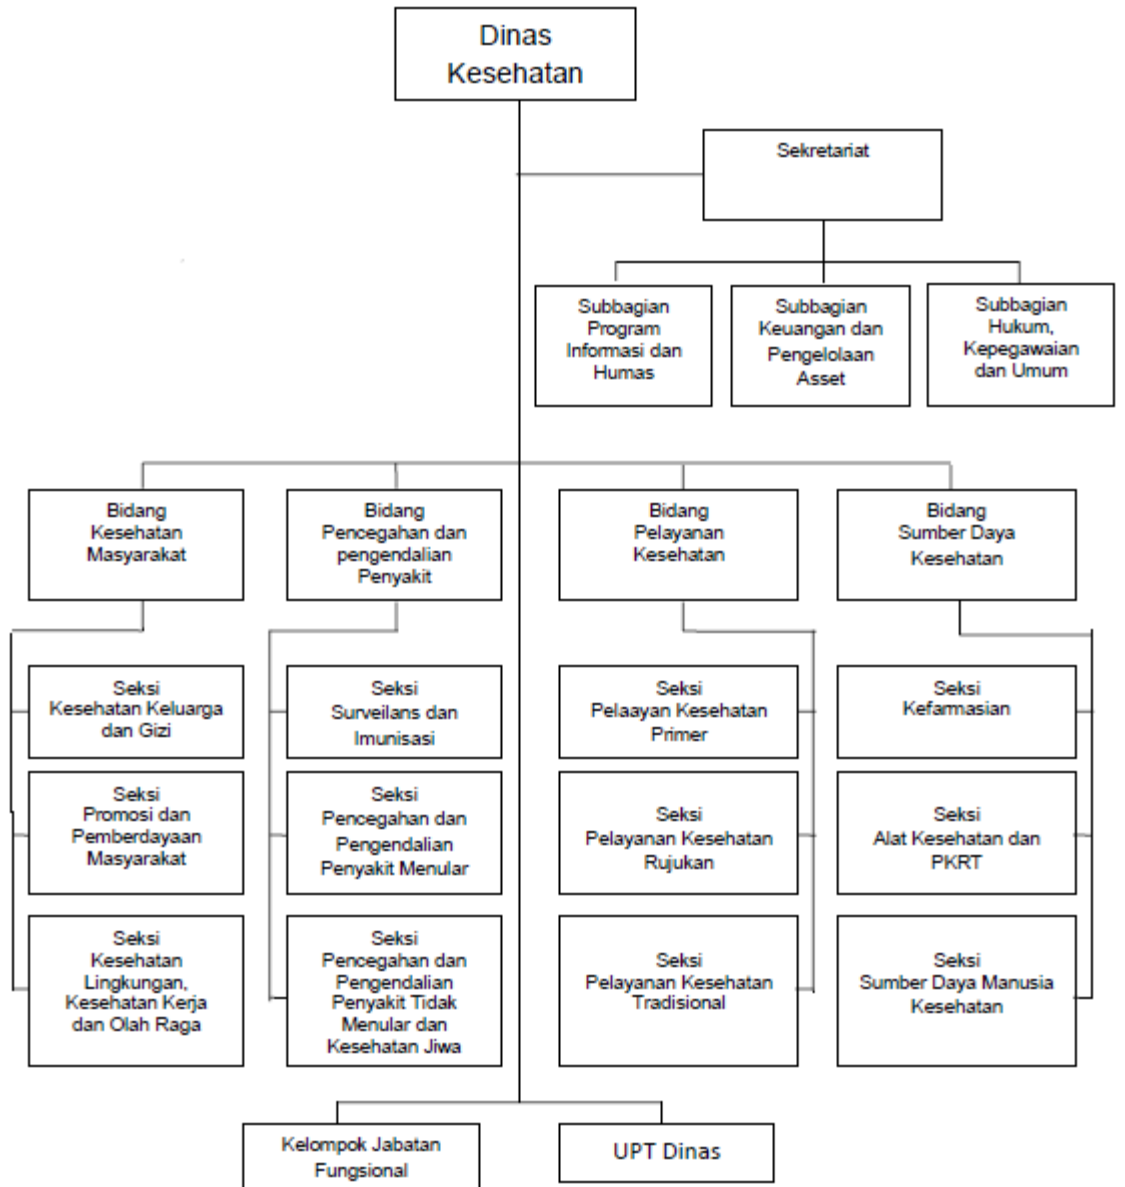 Dinas
Kesehatan
Sekretariat
Subbagian
Program
Informasi dan
Humas
Subbagian
Keuangan dan
Pengelolaan
Asset
Subbagian
Hukum,
Kepegawaian
dan Umum
Bidang
Kesehatan
Masyarakat
Bidang
Pencegahan dan
pengendalian
Penyakit
Bidang
Pelayanan
Kesehatan
Bidang
Sumber Daya
Kesehatan
Seksi
Kesehatan Keluarga
dan Gizi
Seksi
Surveilans dan
Imunisasi
Seksi
Pelaayan Kesehatan
Primer
Seksi
Kefarmasian
Seksi
Promosi dan
Pemberdayaan
Masyarakat
Seksi
Pencegahan dan
Pengendalian
Penyakit Menular
Seksi
Pelayanan Kesehatan
Rujukan
Seksi
Alat Kesehatan dan
PKRT
Seksi
Kesehatan
Lingkungan,
Kesehatan Kerja
dan Olah Raga
Seksi
Pencegahan dan
Pengendalian
Penyakit Tidak
Menular dan
Kesehatan Jiwa
Seksi
Pelayanan Kesehatan
Tradisional
Seksi
Sumber Daya Manusia
Kesehatan
Kelompok Jabatan
Fungsional
UPT Dinas